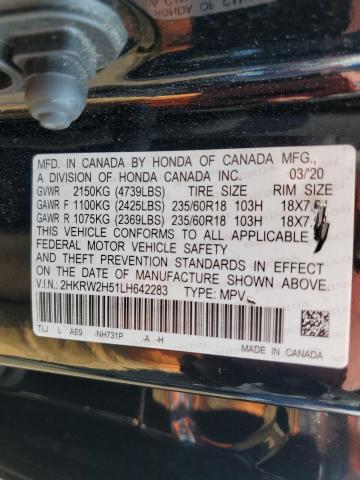 MFD. IN CANADA BY HONDA OF CANADA MFG.,
A DIVISION OF HONDA CANADA INC. 03/20
GVWR 2150KG (4739LBS) TIRE SIZE RIM SIZE
GAWR F 1100KG (2425LBS) 235/60R18 103H 18X7.5
GAWR R 1075KG (2369LBS) 235/60R18 103H 18X7.
THIS VEHICLE CONFORMS TO ALL APPLICABLE
FEDERAL MOTOR VEHICLE SAFETY
AND THEFT PREVENTION STANDARDS IN EFFECT
ON THE DATE OF MANUFACTURE SHOWN ABOVE.
V.I.N.: 2HKRW2H51LH642283 TYPE: MPV
TLJ L AE9 -NH731P -A -H
MADE IN CANADA